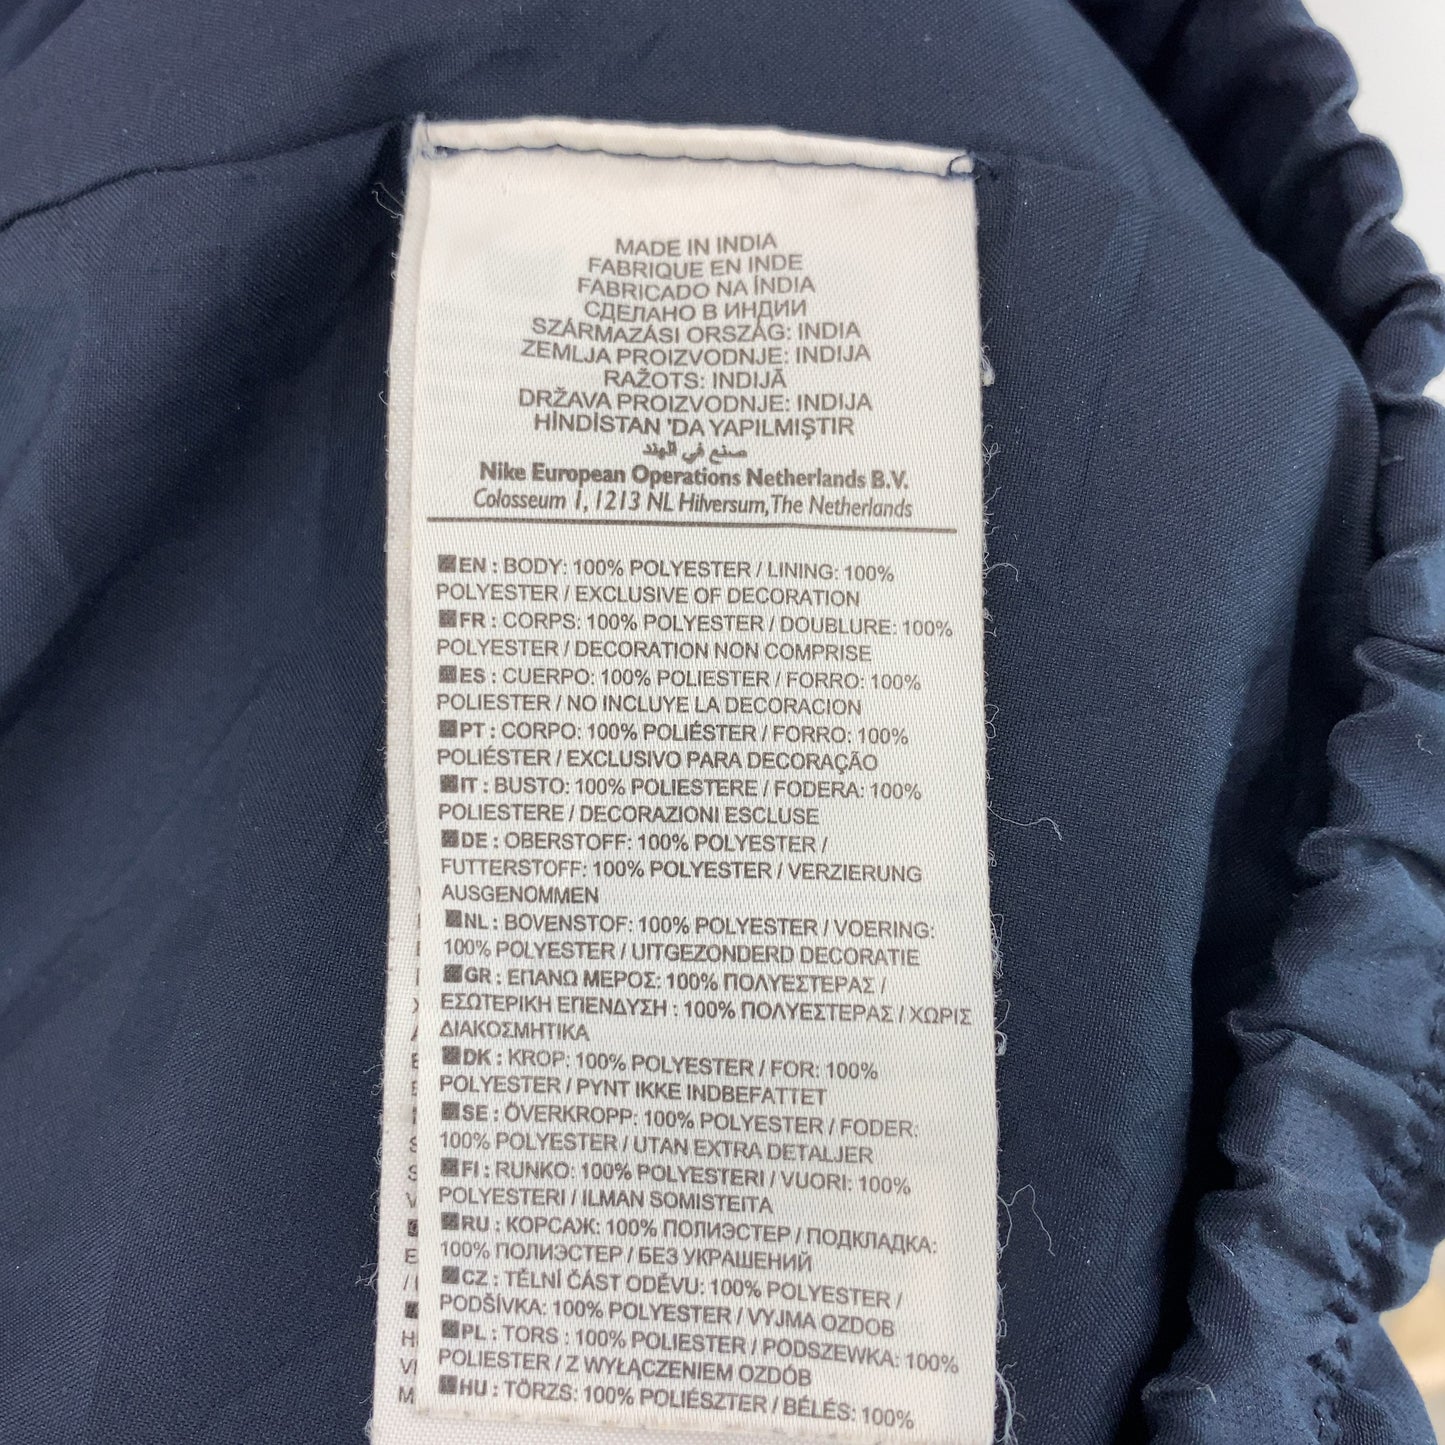 MADE IN INDIA
FABRIQUE EN INDE
FABRICADO NA ÍNDIA
СДЕЛАНО В ИНДИИ
SZÁRMAZÁSI ORSZÁG: INDIA
ZEMLJA PROIZVODNJE: INDIJA
RAŽOTS: INDIJĀ
DRŽAVA PROIZVODNJE: INDIJA
HİNDİSTAN 'DA YAPILMIŞTIR
صنع في الهند
Nike European Operations Netherlands B.V.
Colosseum 1, 1213 NL Hilversum, The Netherlands
EN : BODY: 100% POLYESTER / LINING: 100%
POLYESTER / EXCLUSIVE OF DECORATION
FR : CORPS: 100% POLYESTER / DOUBLURE: 100%
POLYESTER / DECORATION NON COMPRISE
ES : CUERPO: 100% POLIESTER / FORRO: 100%
POLIESTER / NO INCLUYE LA DECORACION
PT : CORPO: 100% POLIÉSTER / FORRO: 100%
POLIÉSTER / EXCLUSIVO PARA DECORAÇÃO
IT : BUSTO: 100% POLIESTERE / FODERA: 100%
POLIESTERE / DECORAZIONI ESCLUSE
DE : OBERSTOFF: 100% POLYESTER /
FUTTERSTOFF: 100% POLYESTER / VERZIERUNG
AUSGENOMMEN
NL : BOVENSTOF: 100% POLYESTER / VOERING:
100% POLYESTER / UITGEZONDERD DECORATIE
GR : ΕΠΑΝΩ ΜΕΡΟΣ: 100% ΠΟΛΥΕΣΤΕΡΑΣ /
ΕΣΩΤΕΡΙΚΗ ΕΠΕΝΔΥΣΗ : 100% ΠΟΛΥΕΣΤΕΡΑΣ / ΧΩΡΙΣ
ΔΙΑΚΟΣΜΗΤΙΚΑ
DK : KROP: 100% POLYESTER / FOR: 100%
POLYESTER / PYNT IKKE INDBEFATTET
SE : ÖVERKROPP: 100% POLYESTER / FODER:
100% POLYESTER / UTAN EXTRA DETALJER
FI : RUNKO: 100% POLYESTERI / VUORI: 100%
POLYESTERI / ILMAN SOMISTEITA
RU : КОРСАЖ: 100% ПОЛИЭСТЕР / ПОДКЛАДКА:
100% ПОЛИЭСТЕР / БЕЗ УКРАШЕНИЙ
CZ : TĚLNÍ ČÁST ODĚVU: 100% POLYESTER /
PODŠÍVKA: 100% POLYESTER / VYJMA OZDOB
PL : TORS : 100% POLIESTER / PODSZEWKA: 100%
POLIESTER / Z WYŁĄCZENIEM OZDÓB
HU : TÖRZS: 100% POLIÉSZTER / BÉLÉS: 100%